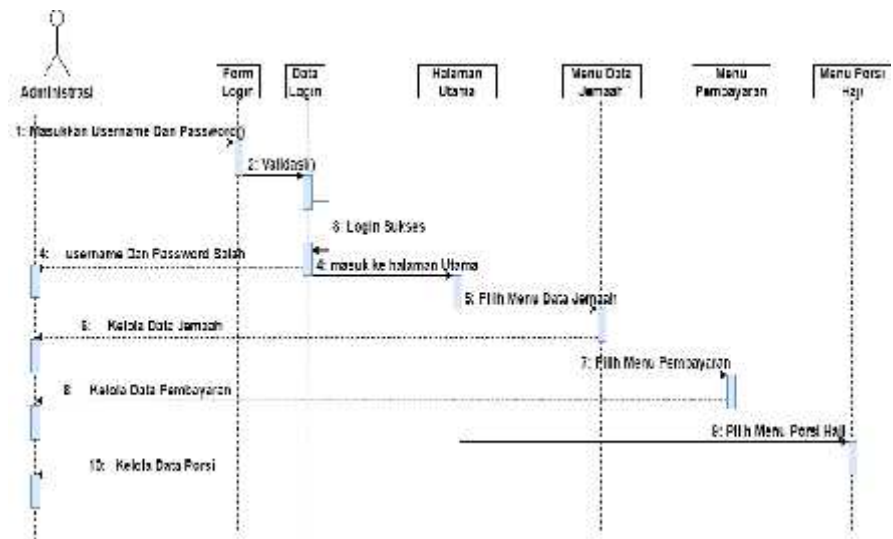 Administrasi
Form
Login
Data
Login
Halaman
Utama
Menu Data
Jemaah
Menu
Pembayaran
Menu Porsi
Haji
1: Masukkan Username Dan Password()
2: Validasi()
3: Login Sukses
4: username Dan Password Salah
4: masuk ke halaman Utama
5: Pilih Menu Data Jemaah
6: Kelola Data Jemaah
7: Pilih Menu Pembayaran
8: Kelola Data Pembayaran
9: Pilih Menu Porsi Haji
10: Kelola Data Porsi